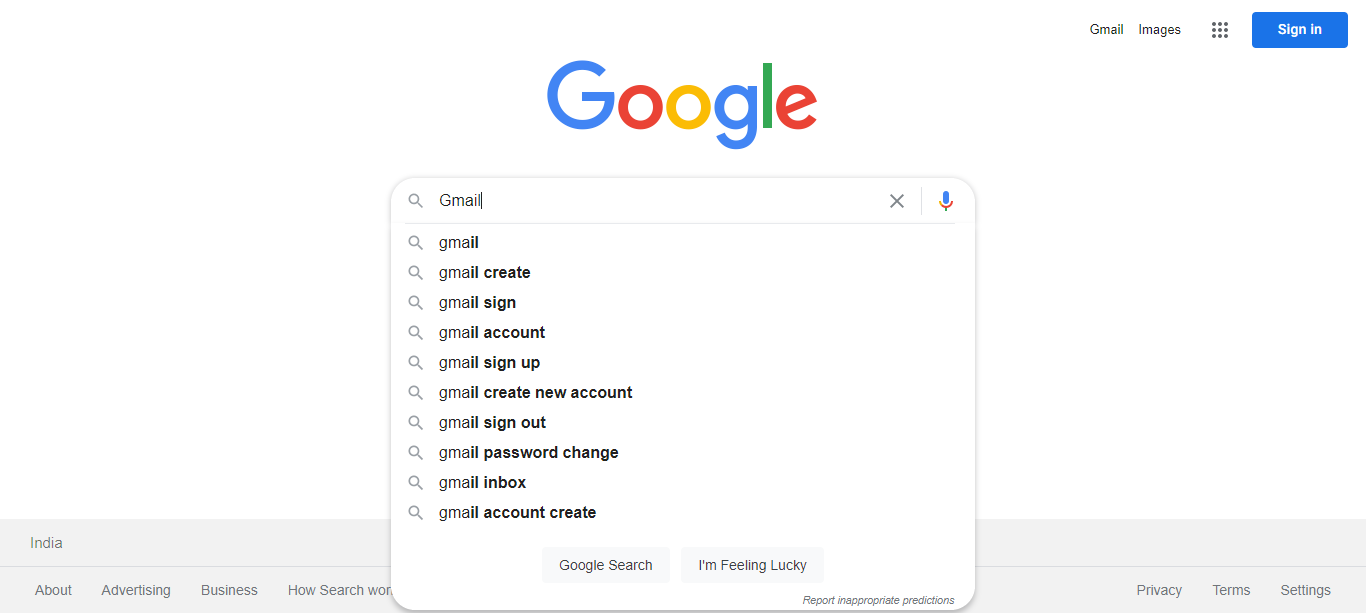 Gmail Images Sign in
Google
Gmail
gmail
gmail create
gmail sign
gmail account
gmail sign up
gmail create new account
gmail sign out
gmail password change
gmail inbox
gmail account create
Google Search I'm Feeling Lucky
Report inappropriate predictions
India
About Advertising Business How Search wor
Privacy Terms Settings